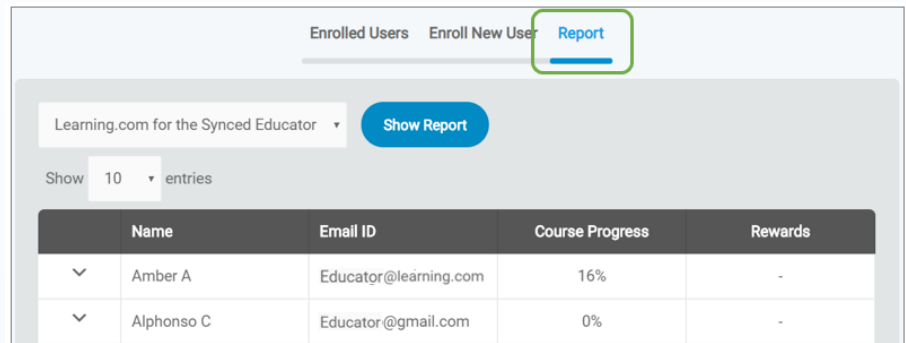 Enrolled Users Enroll New User Report
Learning.com for the Synced Educator Show Report
Show 10 entries
Name Email ID Course Progress Rewards
Amber A Educator@learning.com 16% -
Alphonso C Educator@gmail.com 0% -